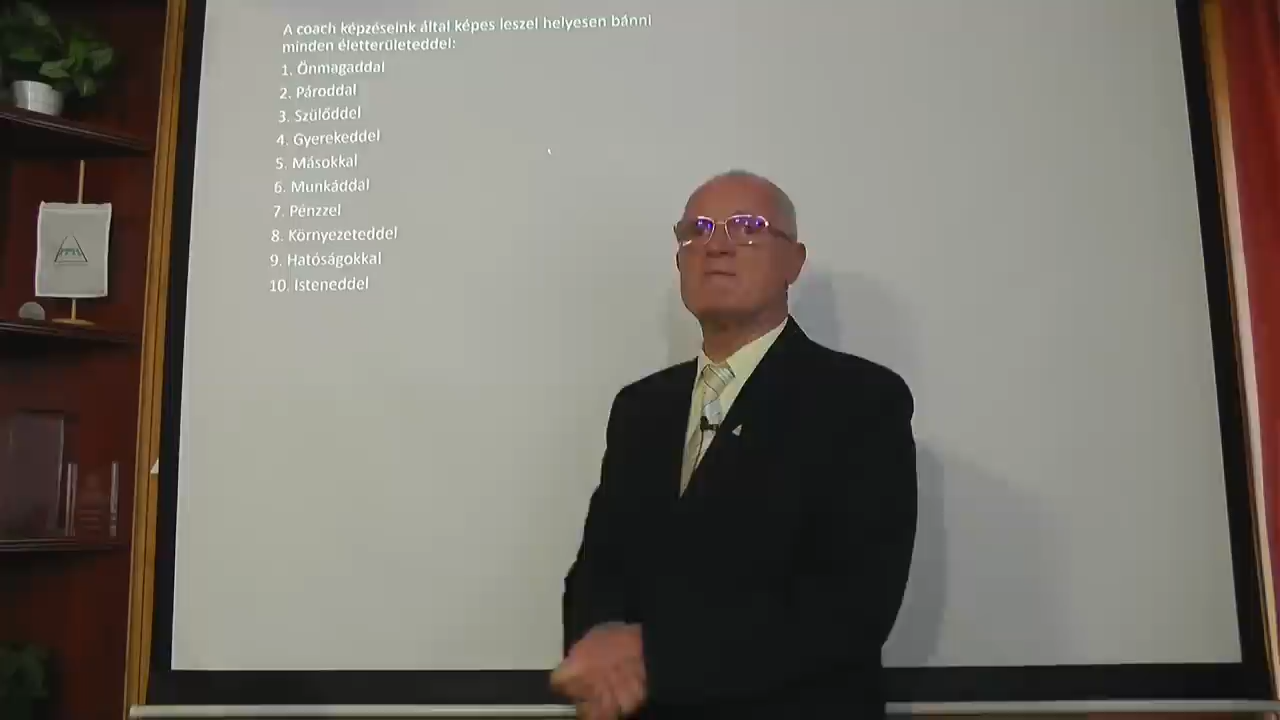 A coach képzéseink által képes leszel helyesen bánni
minden életterületeddel:
1. Önmagaddal
2. Pároddal
3. Szülőddel
4. Gyerekeddel
5. Másokkal
6. Munkáddal
7. Pénzzel
8. Környezeteddel
9. Hatóságokkal
10. Isteneddel